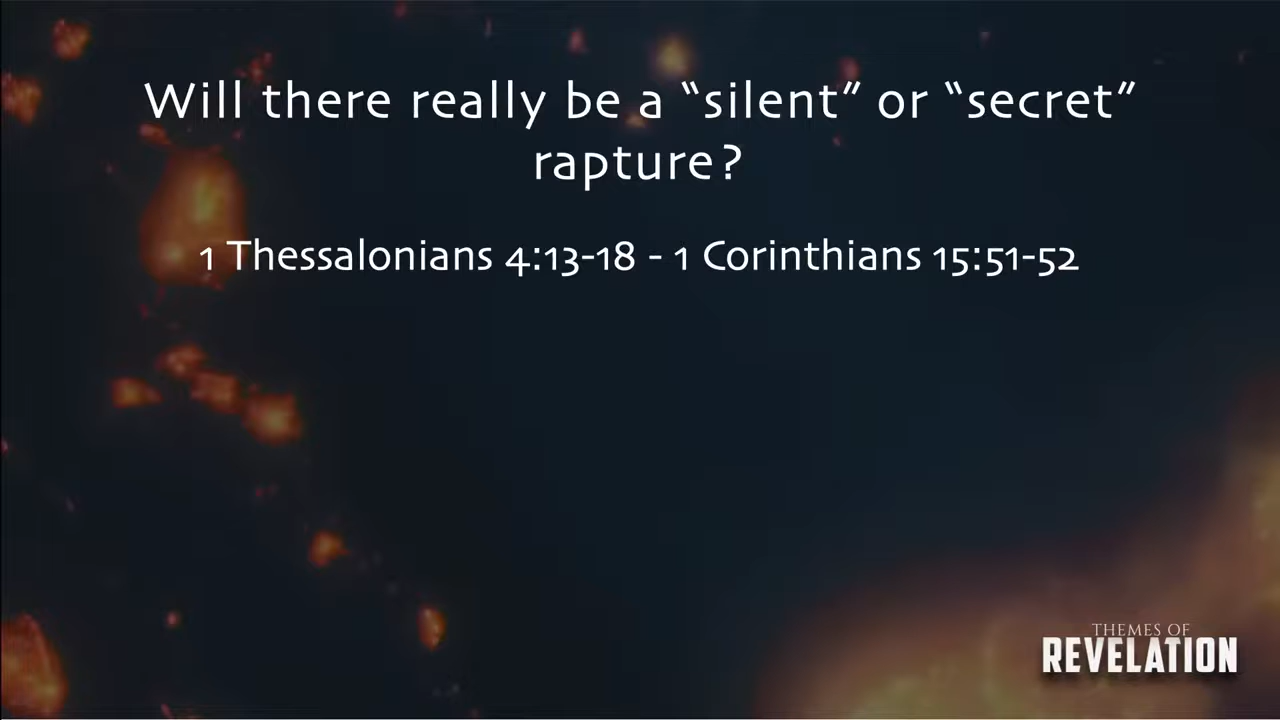 Will there really be a “silent” or “secret”
rapture?
1 Thessalonians 4:13-18 - 1 Corinthians 15:51-52
THEMES OF
REVELATION